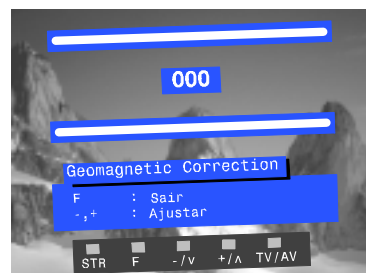 000
Geomagnetic Correction
F : Sair
-,+ : Ajustar
STR F -/v +/ʌ TV/AV